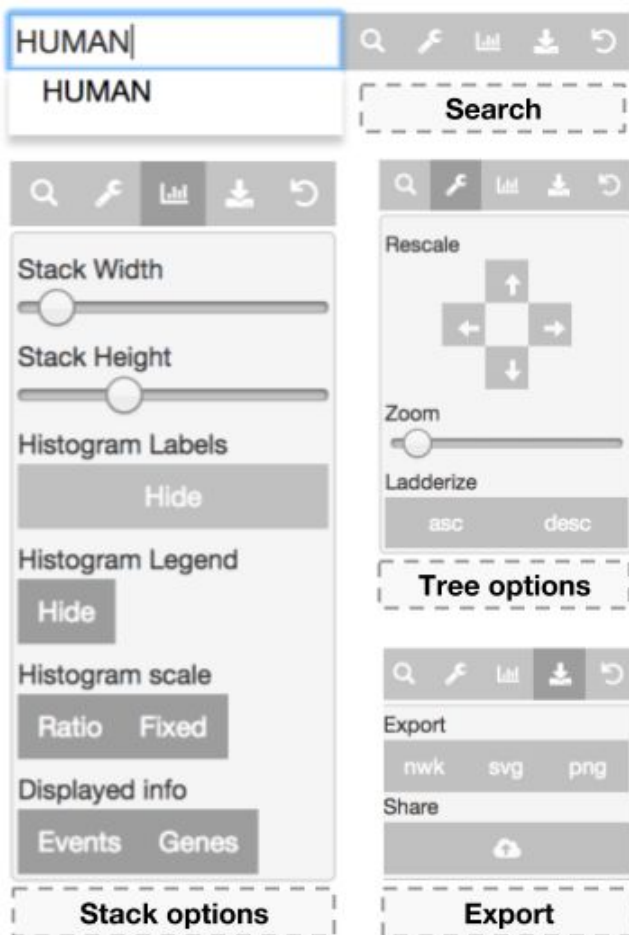 HUMAN
HUMAN
Search
Stack Width
Stack Height
Histogram Labels
Hide
Histogram Legend
Hide
Histogram scale
Ratio Fixed
Displayed info
Events Genes
Stack options
Rescale
Zoom
Ladderize
asc desc
Tree options
Export
nwk svg png
Share
Export